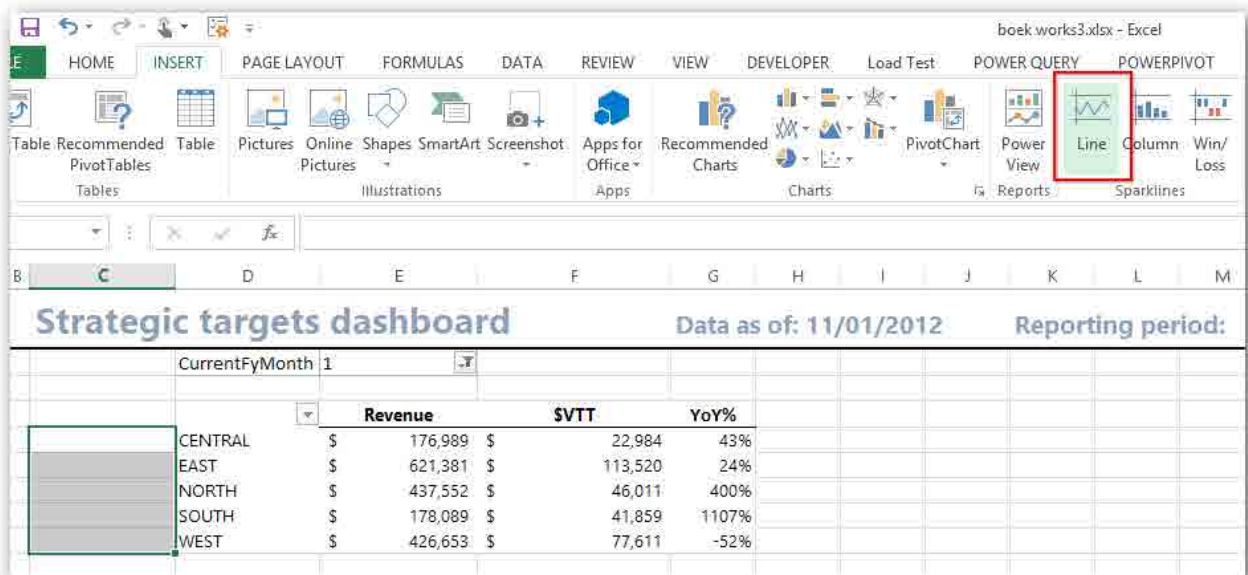 boek works3.xlsx - Excel
E HOME INSERT PAGE LAYOUT FORMULAS DATA REVIEW VIEW DEVELOPER Load Test POWER QUERY POWERPIVOT
Table Recommended PivotTables Table Pictures Online Pictures Shapes SmartArt Screenshot Apps for Office Recommended Charts PivotChart Power View Line Column Win/ Loss
Tables Illustrations Apps Charts Reports Sparklines
fx
B C D E F G H I J K L M
Strategic targets dashboard Data as of: 11/01/2012 Reporting period:
CurrentFyMonth 1
Revenue $VTT YoY%
CENTRAL $ 176,989 $ 22,984 43%
EAST $ 621,381 $ 113,520 24%
NORTH $ 437,552 $ 46,011 400%
SOUTH $ 178,089 $ 41,859 1107%
WEST $ 426,653 $ 77,611 -52%